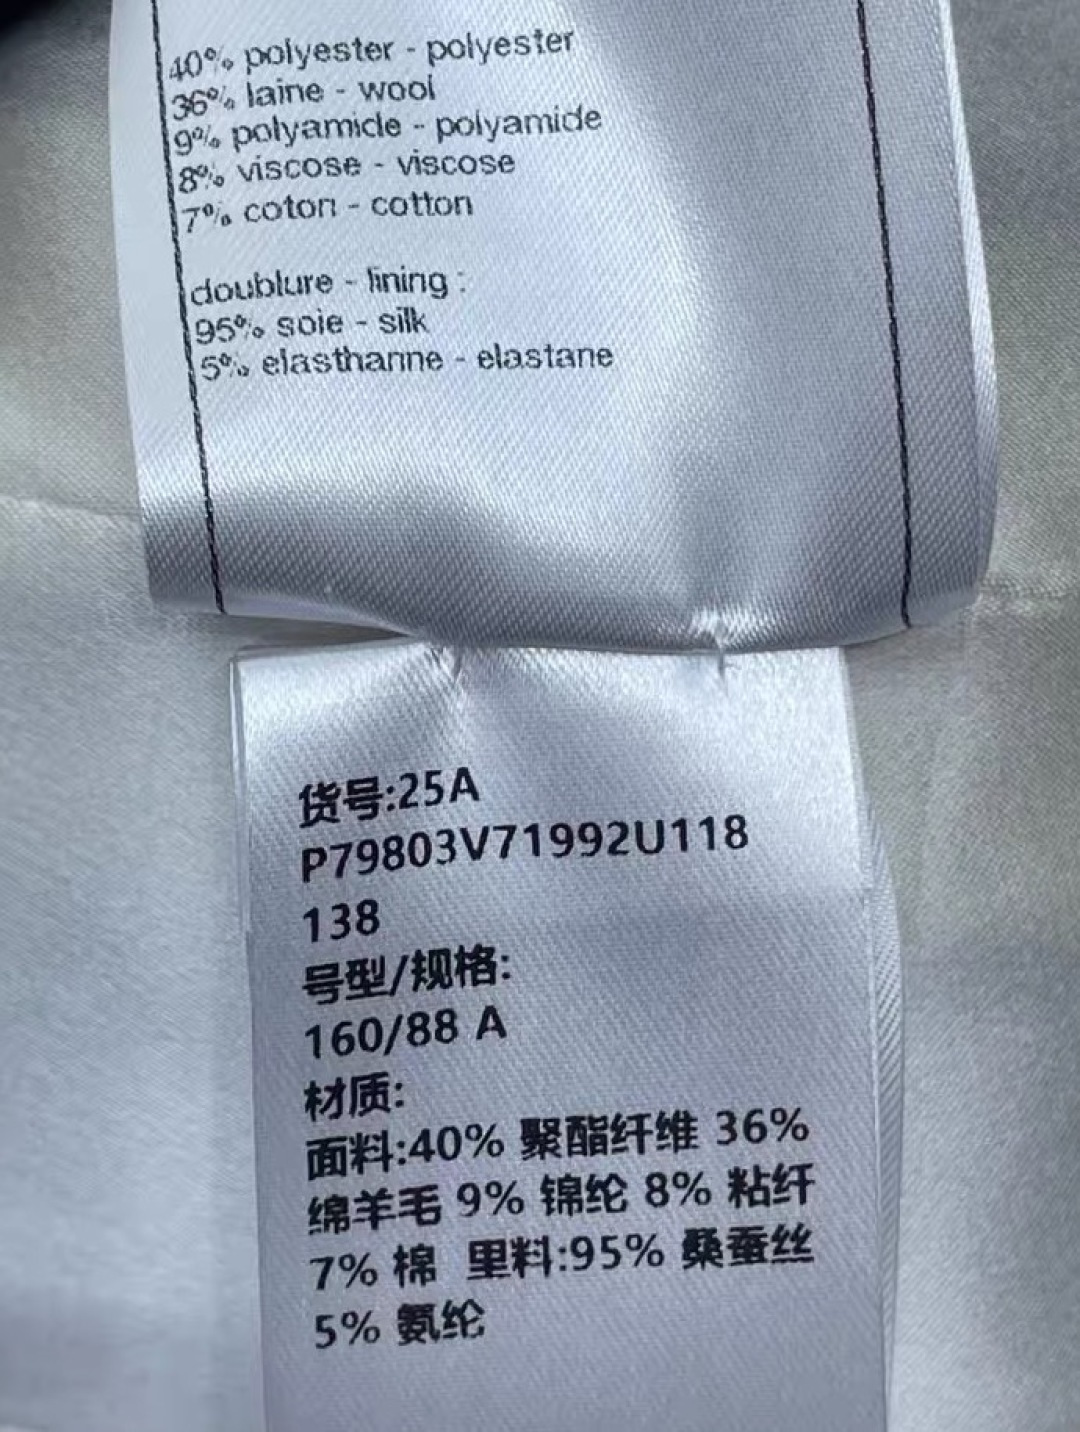 40% polyester - polyester
36% laine - wool
9% polyamide - polyamide
8% viscose - viscose
7% coton - cotton
doublure - lining :
95% soie - silk
5% elasthanne - elastane
货号:25A
P79803V71992U118
138
号型/规格:
160/88 A
材质:
面料:40% 聚酯纤维 36%
绵羊毛 9% 锦纶 8% 粘纤
7% 棉 里料:95% 桑蚕丝
5% 氨纶